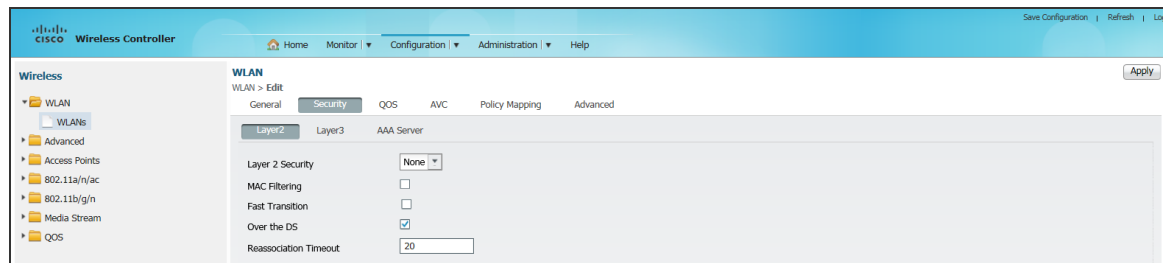 Save Configuration | Refresh |
CISCO Wireless Controller
Home Monitor Configuration Administration Help
Wireless
WLAN
WLANs
Advanced
Access Points
802.11a/n/ac
802.11b/g/n
Media Stream
QOS
WLAN
Apply
WLAN > Edit
General Security QOS AVC Policy Mapping Advanced
Layer2 Layer3 AAA Server
Layer 2 Security None
MAC Filtering
Fast Transition
Over the DS
Reassociation Timeout 20